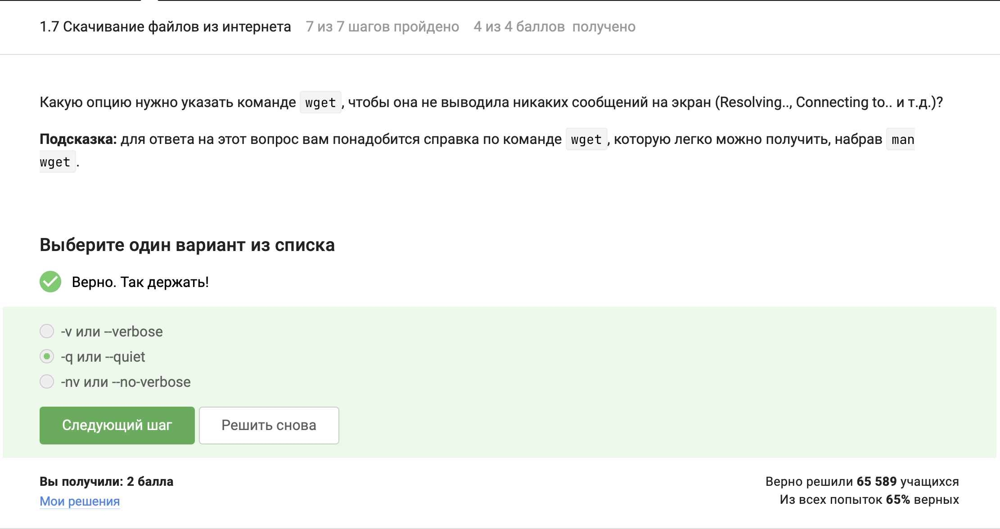 1.7 Скачивание файлов из интернета 7 из 7 шагов пройдено 4 из 4 баллов получено
Какую опцию нужно указать команде wget, чтобы она не выводила никаких сообщений на экран (Resolving.., Connecting to.. и т.д.)?
Подсказка: для ответа на этот вопрос вам понадобится справка по команде wget, которую легко можно получить, набрав man
wget.
Выберите один вариант из списка
Верно. Так держать!
-v или --verbose
-q или --quiet
-nv или --no-verbose
Следующий шаг Решить снова
Вы получили: 2 балла
Мои решения
Верно решили 65 589 учащихся
Из всех попыток 65% верных